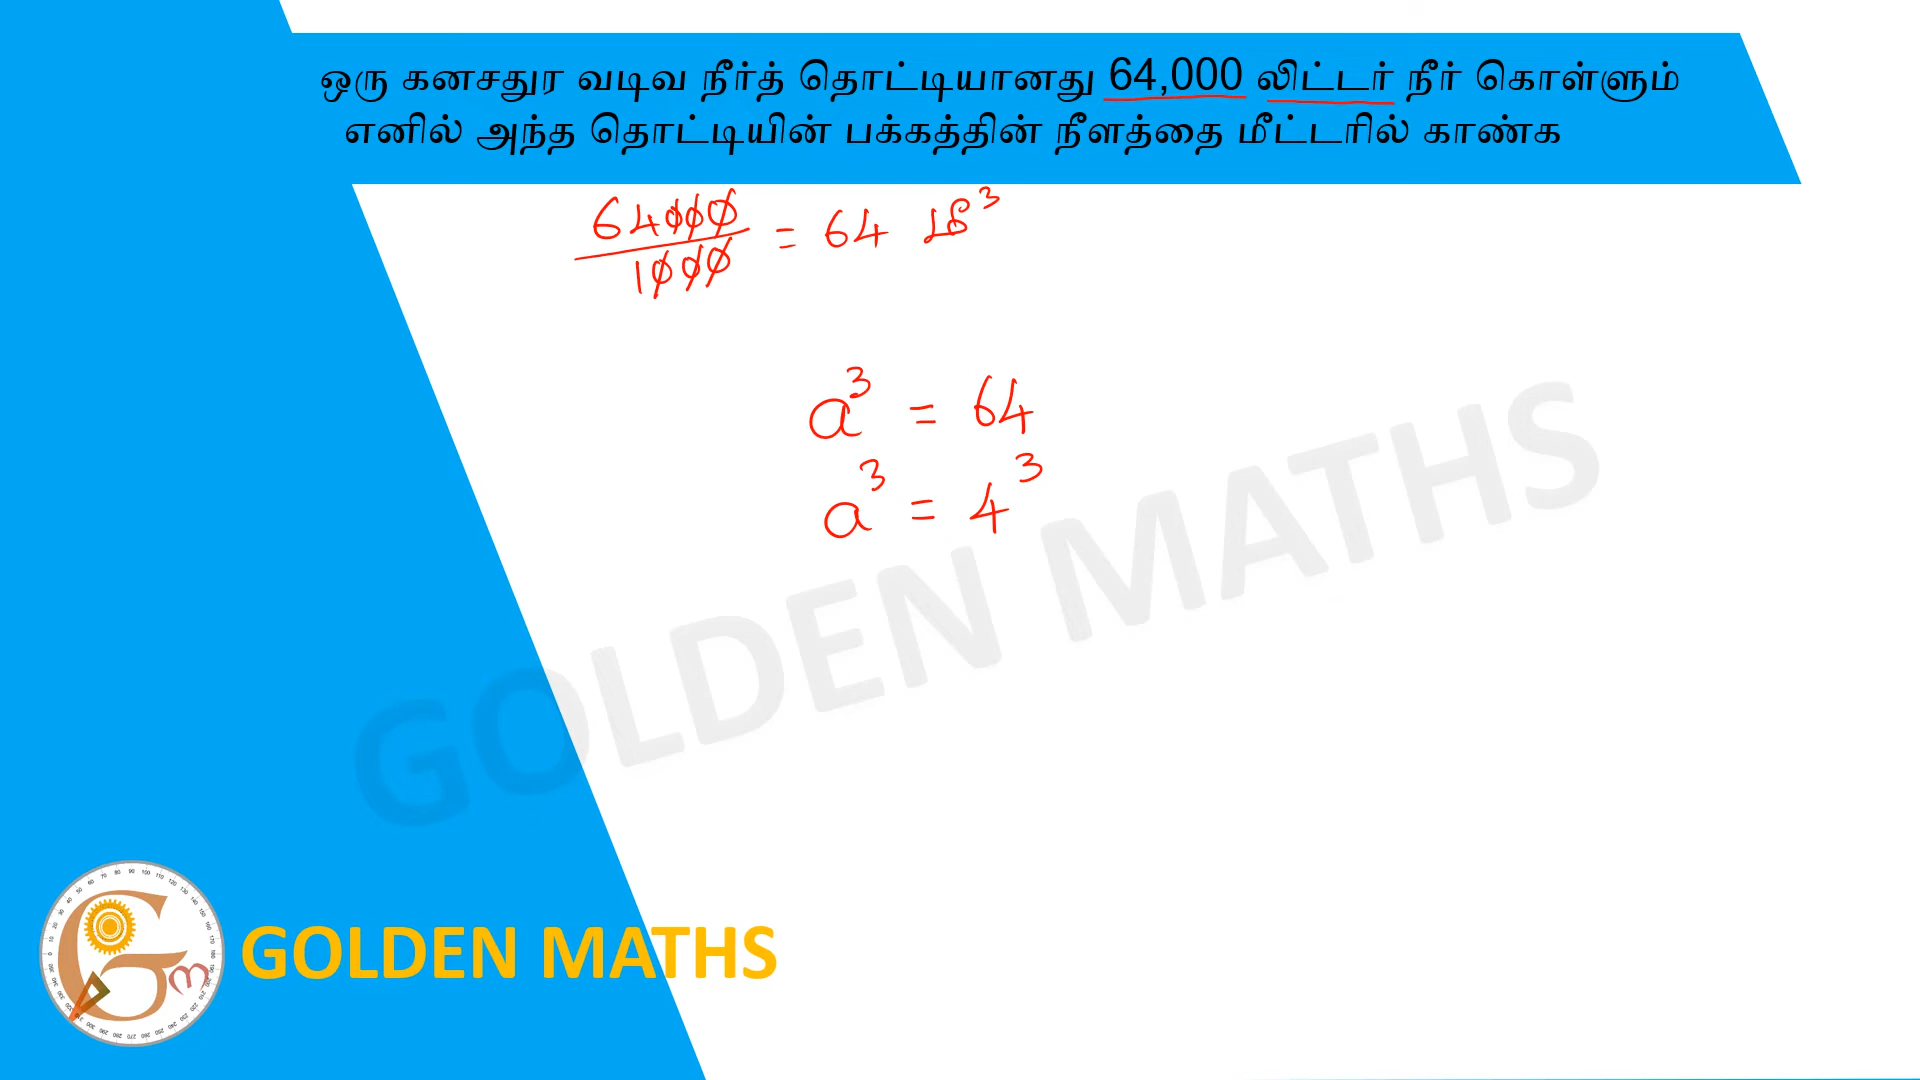 ஒரு கனசதுர வடிவ நீர்த் தொட்டியானது 64,000 லிட்டர் நீர் கொள்ளும்
எனில் அந்த தொட்டியின் பக்கத்தின் நீளத்தை மீட்டரில் காண்க
64000/1000 = 64 மீ³
a³ = 64
a³ = 4³
GOLDEN MATHS
GOLDEN MATHS